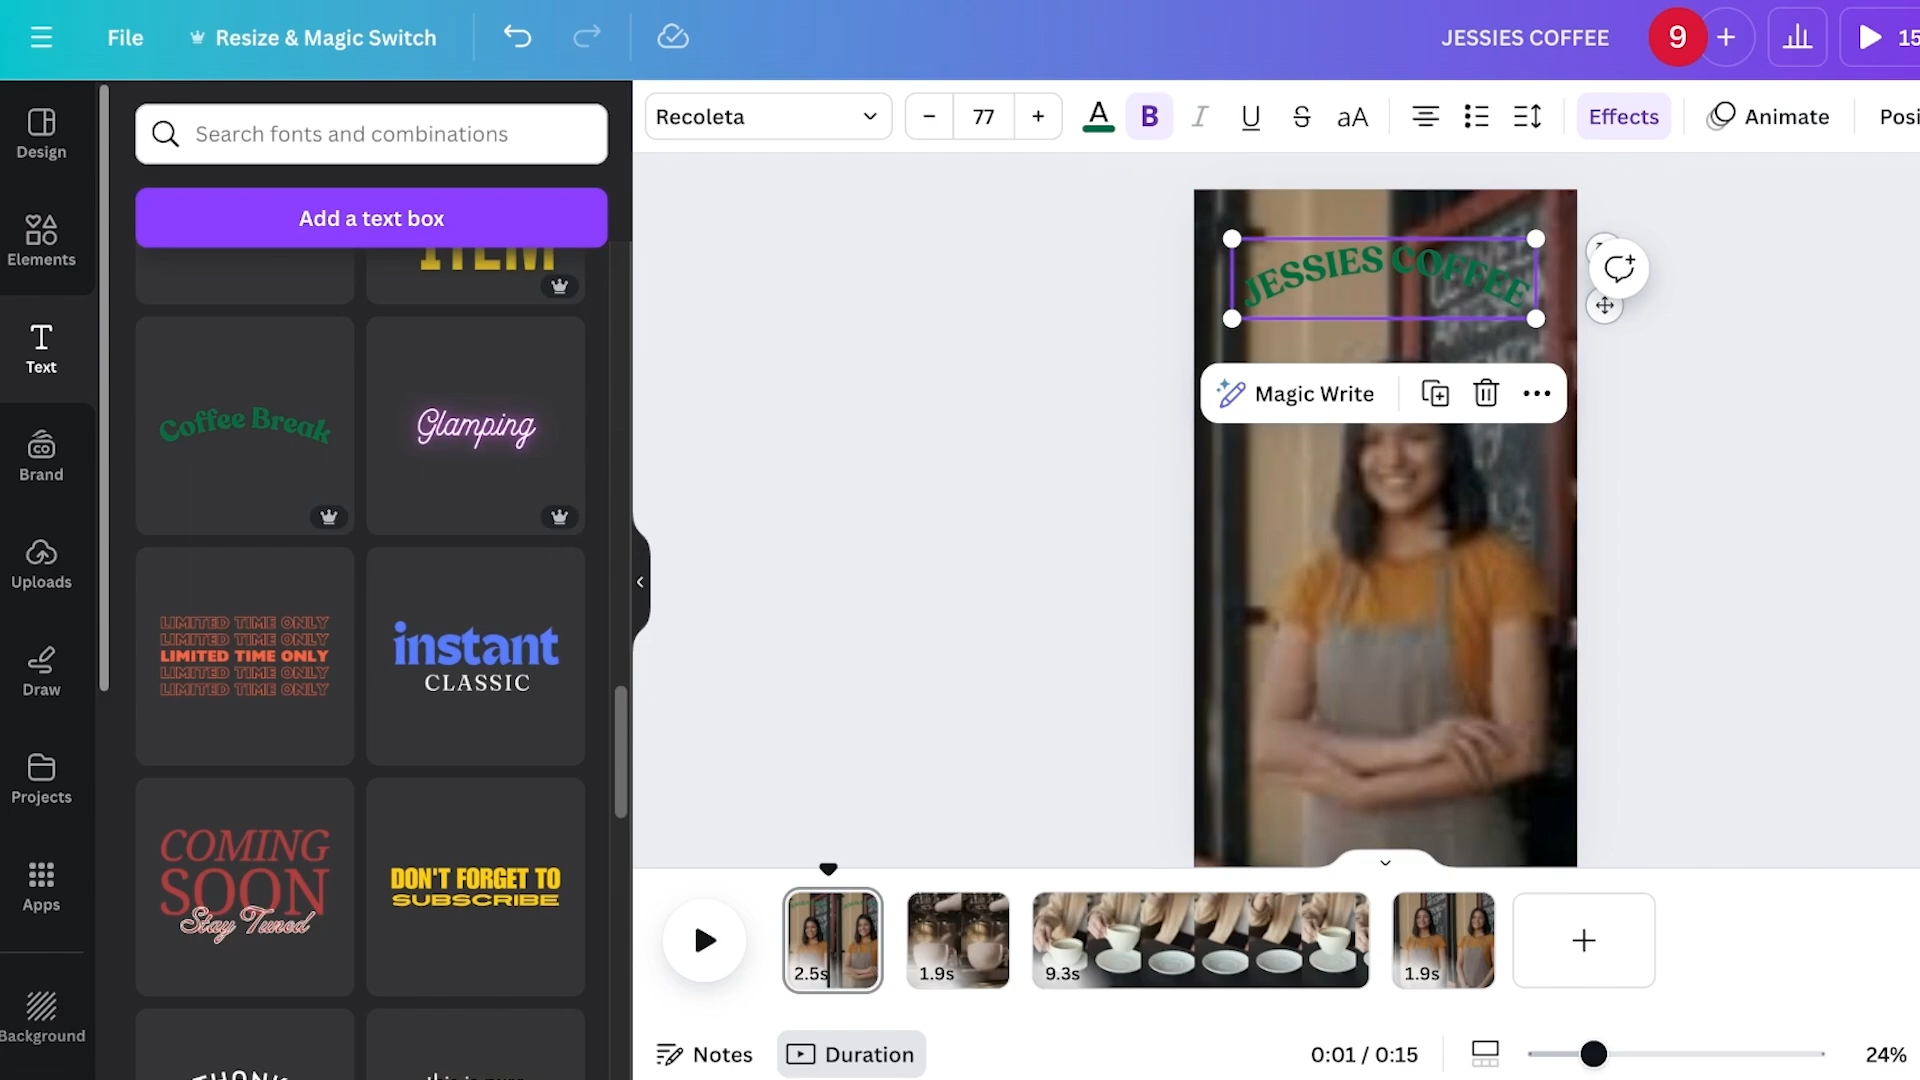 File
Resize & Magic Switch
JESSIES COFFEE
9
15
Design
Elements
Text
Brand
Uploads
Draw
Projects
Apps
Background
Search fonts and combinations
Add a text box
ITEM
Coffee Break
Glamping
LIMITED TIME ONLY
LIMITED TIME ONLY
LIMITED TIME ONLY
LIMITED TIME ONLY
LIMITED TIME ONLY
instant
CLASSIC
COMING
SOON
Stay Tuned
DON'T FORGET TO
SUBSCRIBE
Recoleta
77
A B I U S aA
Effects
Animate
Posi
JESSIES COFFEE
Magic Write
2.5s
1.9s
9.3s
1.9s
Notes
Duration
0:01 / 0:15
24%